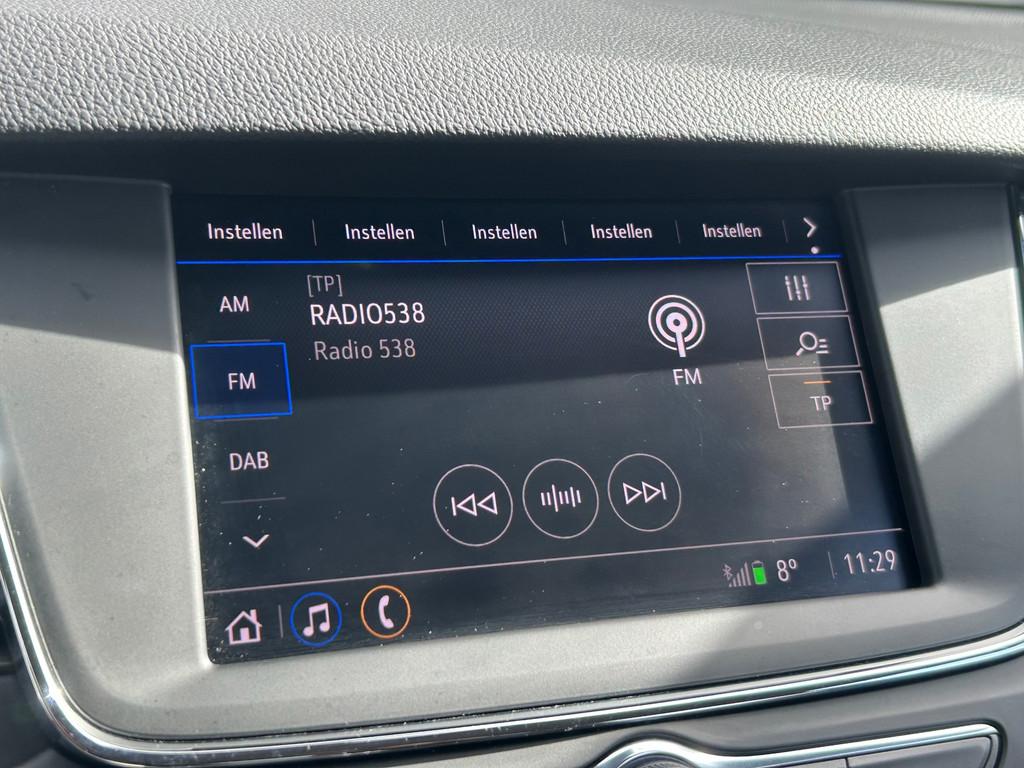 Instellen Instellen Instellen Instellen Instellen
AM
[TP]
RADIO538
Radio 538
FM
FM
TP
DAB
8° 11:29